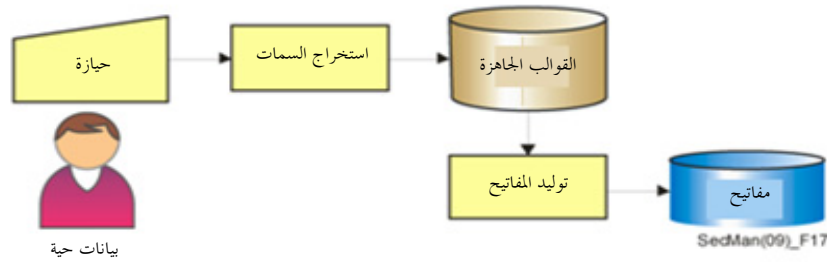 حيازة
استخراج السمات
القوالب الجاهزة
توليد المفاتيح
مفاتيح
بيانات حية
SecMan(09)_F17